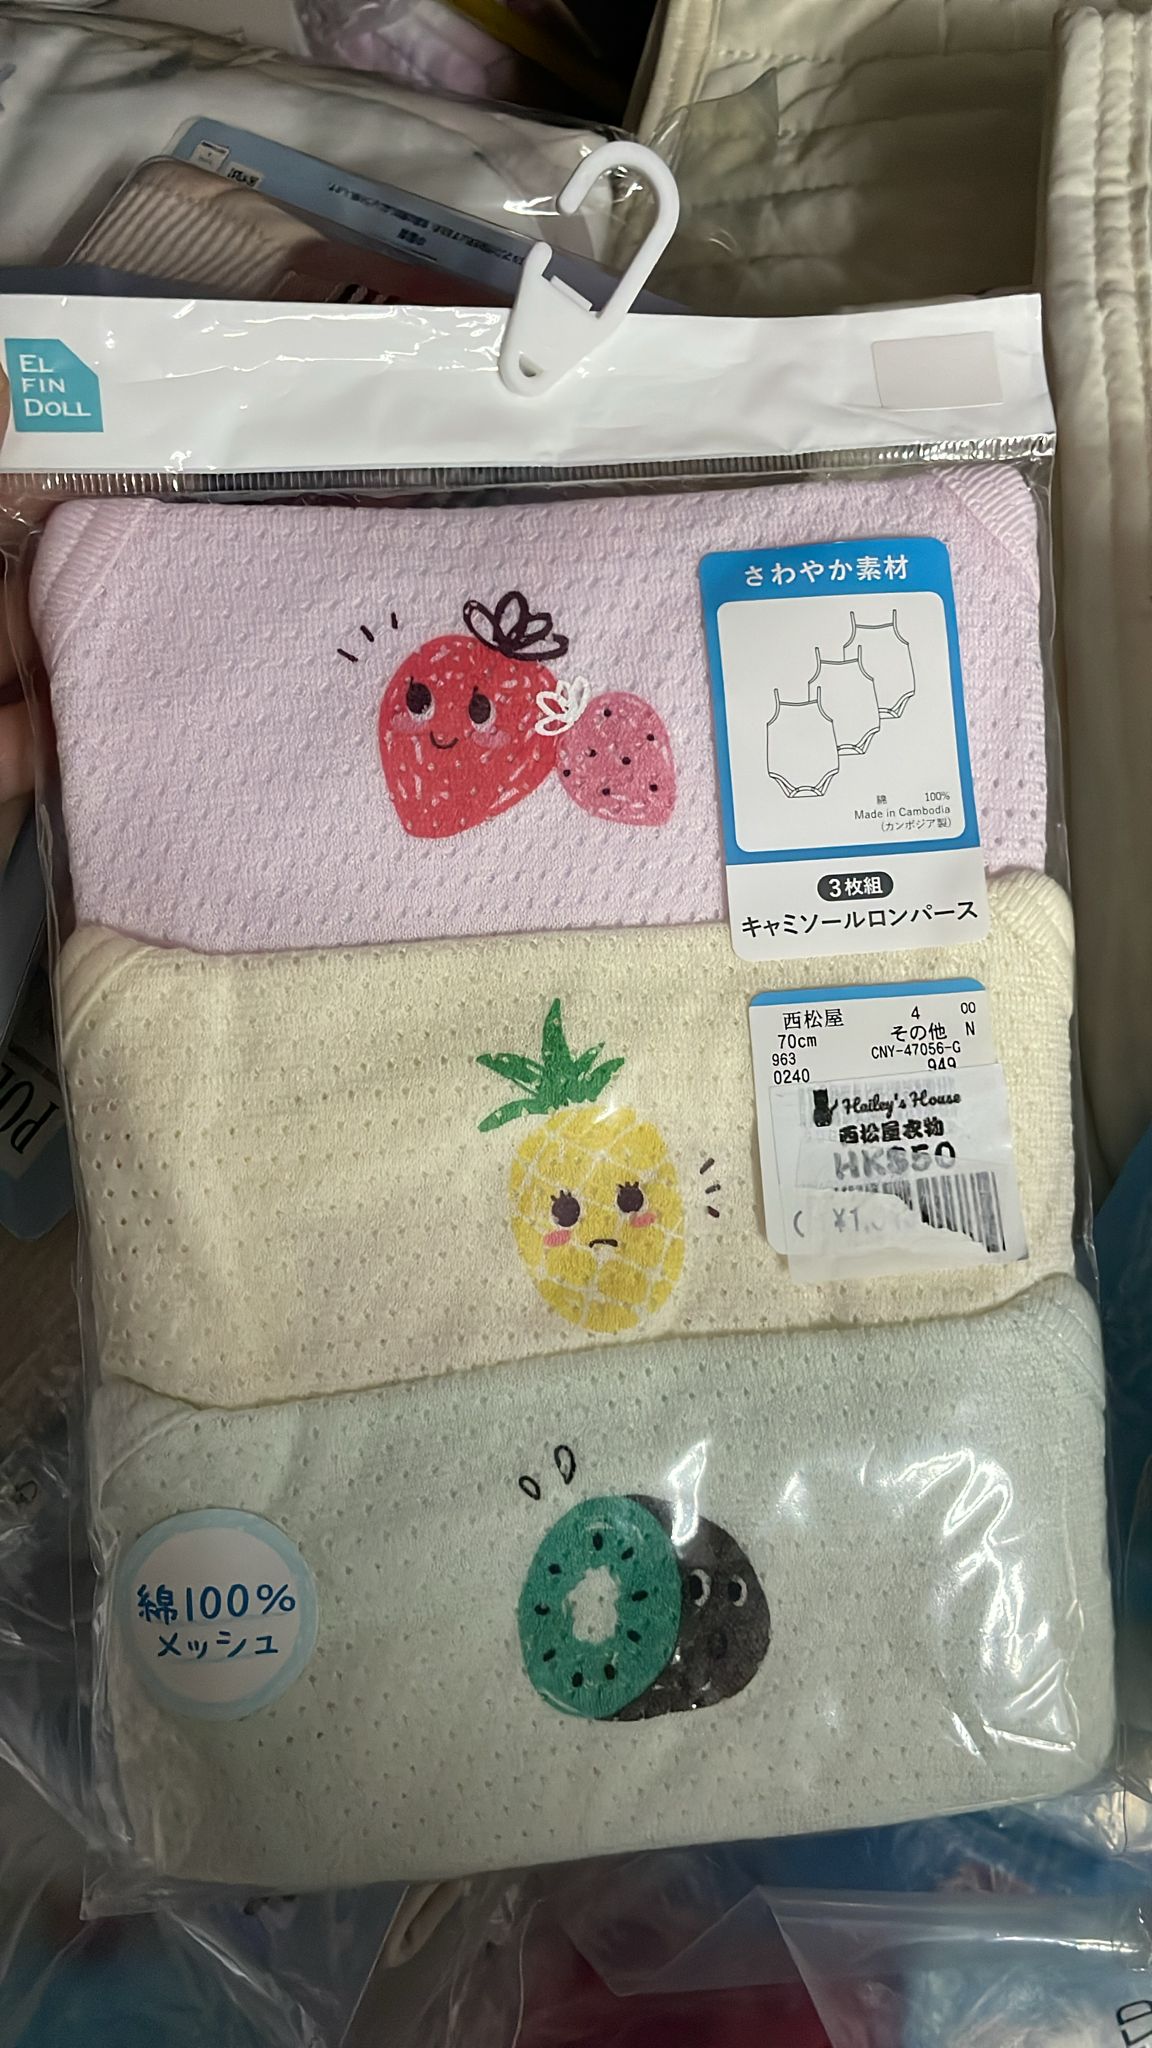 EL
FIN
DOLL
さわやか素材
綿 100%
Made in Cambodia
(カンボジア製)
3枚組
キャミソールロンパース
西松屋 4 00
70cm その他 N
963 CNY-47056-G
0240 949
Hailey's House
西松屋衣物
HK$50
綿100%
メッシュ